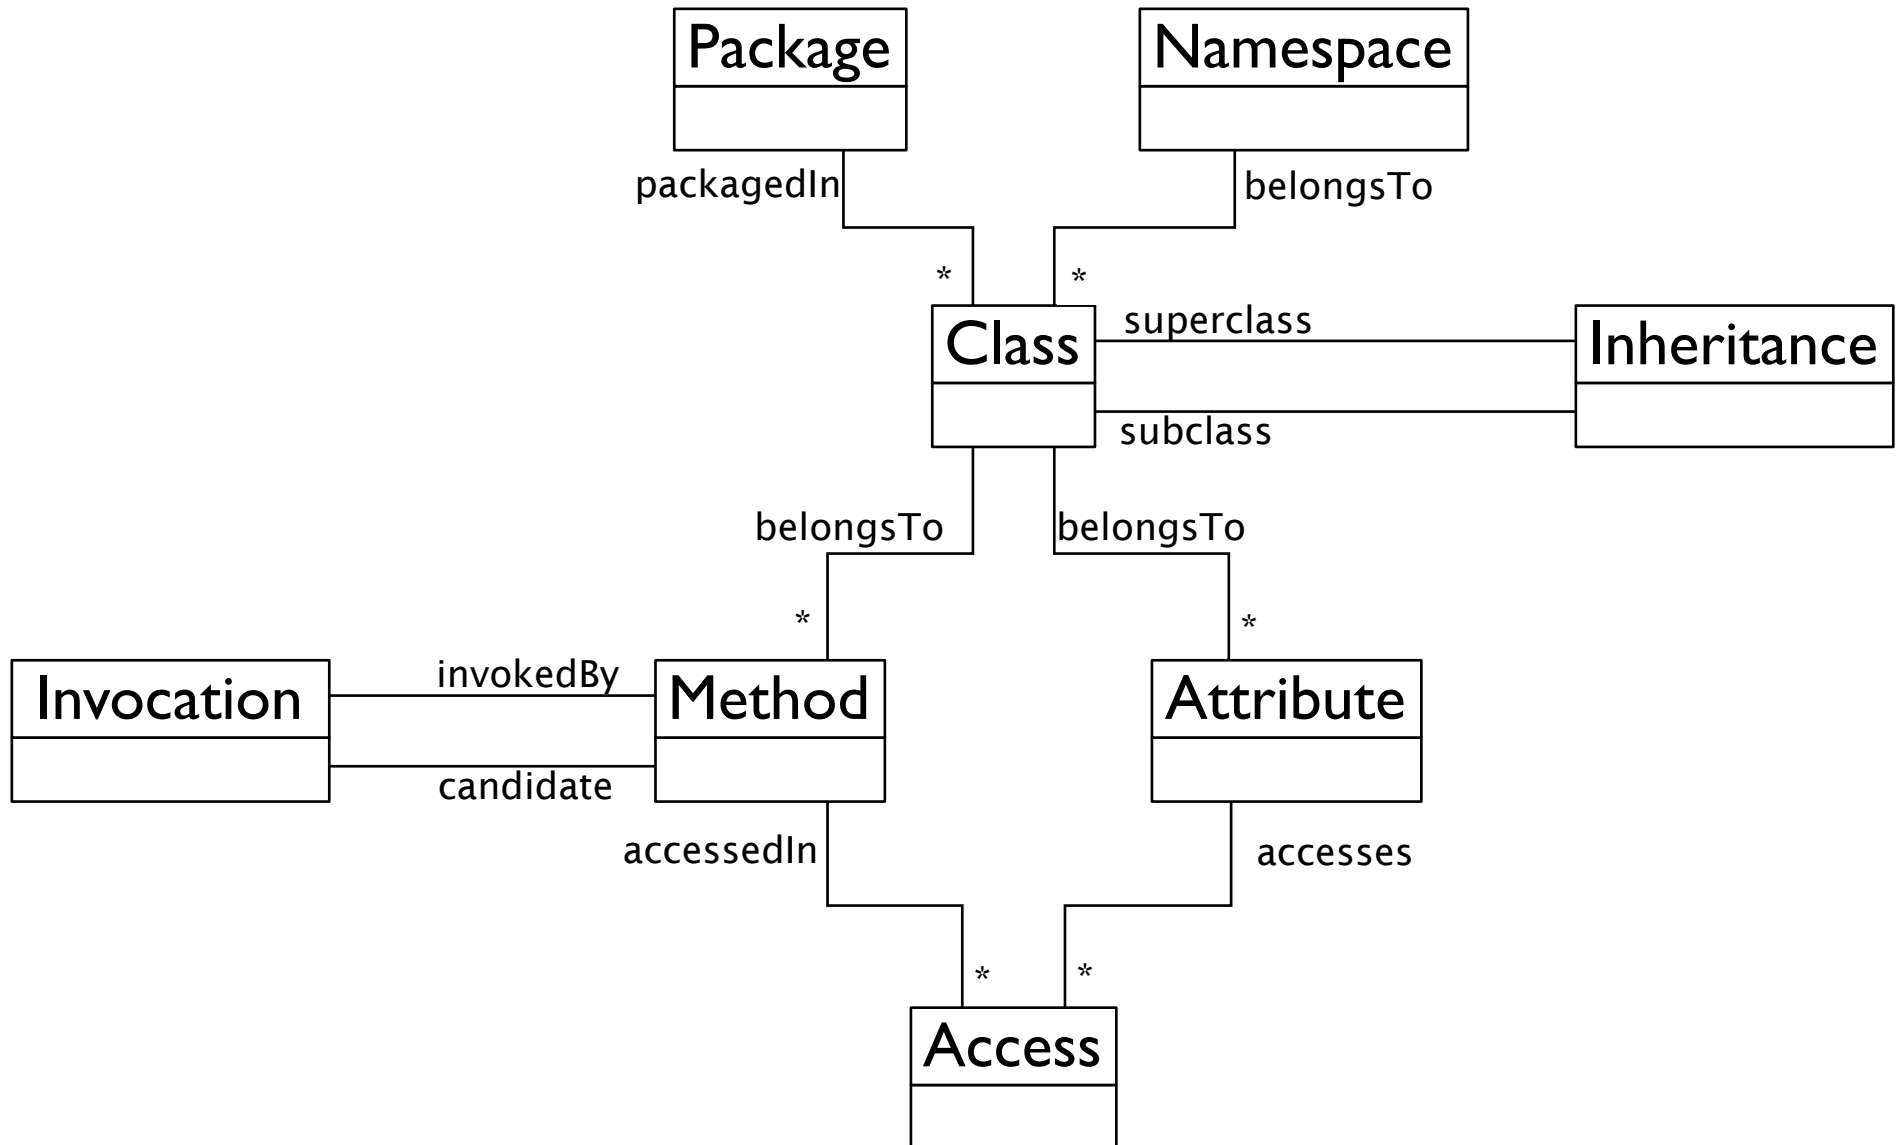 Package
Namespace
packagedIn
belongsTo
*
*
Class
superclass
Inheritance
subclass
belongsTo
belongsTo
*
*
Invocation
invokedBy
Method
Attribute
candidate
accessedIn
accesses
*
*
Access